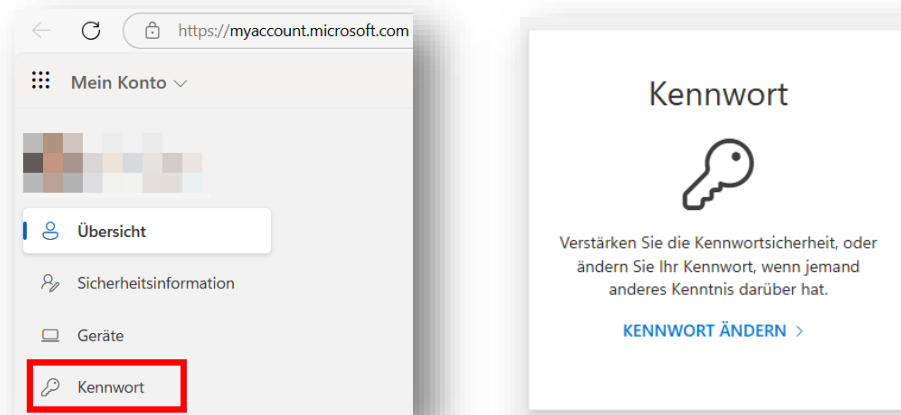 https://myaccount.microsoft.com
Mein Konto
Übersicht
Sicherheitsinformation
Geräte
Kennwort
Kennwort
Verstärken Sie die Kennwortsicherheit, oder
ändern Sie Ihr Kennwort, wenn jemand
anderes Kenntnis darüber hat.
KENNWORT ÄNDERN >